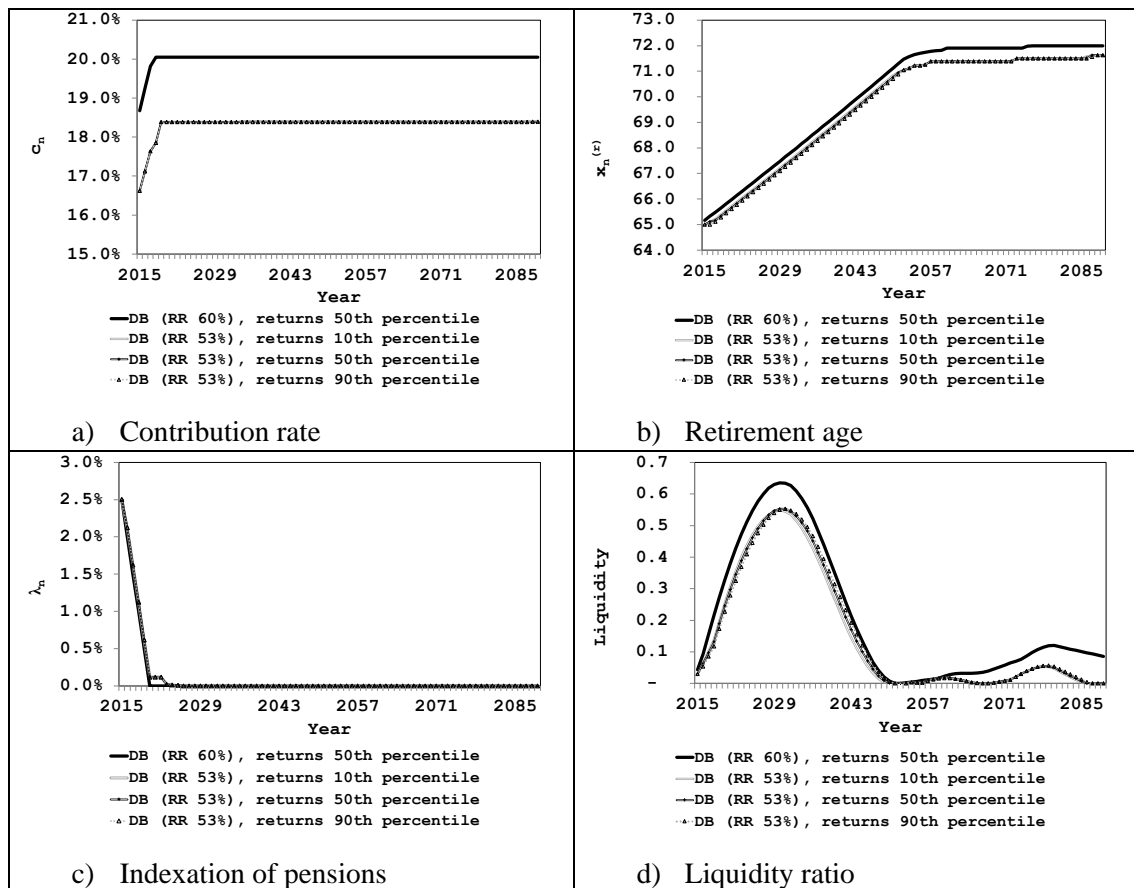 21.0%
20.0%
19.0%
18.0%
17.0%
16.0%
15.0%
cₙ
2015 2029 2043 2057 2071 2085
Year
DB (RR 60%), returns 50th percentile
DB (RR 53%), returns 10th percentile
DB (RR 53%), returns 50th percentile
DB (RR 53%), returns 90th percentile
a) Contribution rate
73.0
72.0
71.0
70.0
69.0
68.0
67.0
66.0
65.0
64.0
xₙ⁽ʳ⁾
2015 2029 2043 2057 2071 2085
Year
DB (RR 60%), returns 50th percentile
DB (RR 53%), returns 10th percentile
DB (RR 53%), returns 50th percentile
DB (RR 53%), returns 90th percentile
b) Retirement age
3.0%
2.5%
2.0%
1.5%
1.0%
0.5%
0.0%
λₙ
2015 2029 2043 2057 2071 2085
Year
DB (RR 60%), returns 50th percentile
DB (RR 53%), returns 10th percentile
DB (RR 53%), returns 50th percentile
DB (RR 53%), returns 90th percentile
c) Indexation of pensions
0.7
0.6
0.5
0.4
0.3
0.2
0.1
-
Liquidity
2015 2029 2043 2057 2071 2085
Year
DB (RR 60%), returns 50th percentile
DB (RR 53%), returns 10th percentile
DB (RR 53%), returns 50th percentile
DB (RR 53%), returns 90th percentile
d) Liquidity ratio